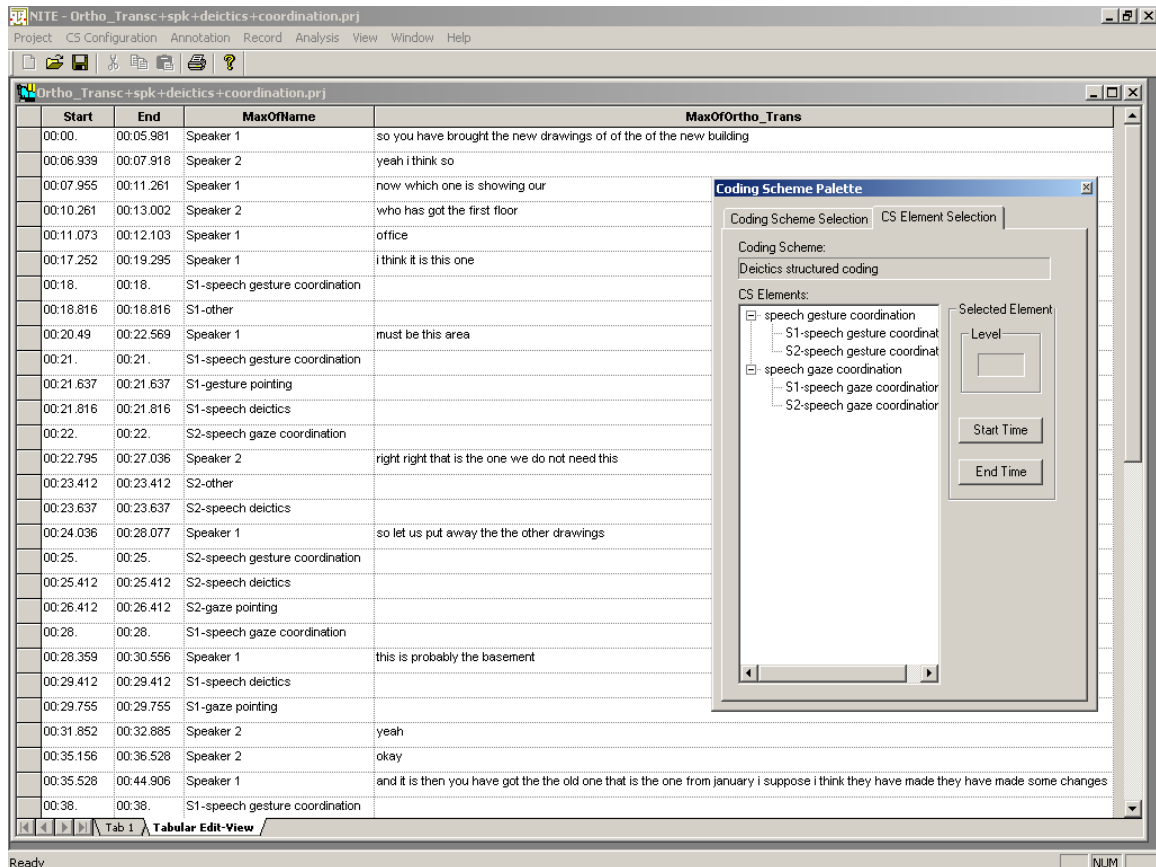 NITE - Ortho_Transc+spk+deictics+coordination.prj
Project CS Configuration Annotation Record Analysis View Window Help
Ortho_Transc+spk+deictics+coordination.prj
Start End MaxOfName MaxOfOrtho_Trans
00:00. 00:05.981 Speaker 1 so you have brought the new drawings of of the of the new building
00:06.939 00:07.918 Speaker 2 yeah i think so
00:07.955 00:11.261 Speaker 1 now which one is showing our
00:10.261 00:13.002 Speaker 2 who has got the first floor
00:11.073 00:12.103 Speaker 1 office
00:17.252 00:19.295 Speaker 1 i think it is this one
00:18. 00:18. S1-speech gesture coordination
00:18.816 00:18.816 S1-other
00:20.49 00:22.569 Speaker 1 must be this area
00:21. 00:21. S1-speech gesture coordination
00:21.637 00:21.637 S1-gesture pointing
00:21.816 00:21.816 S1-speech deictics
00:22. 00:22. S2-speech gaze coordination
00:22.795 00:27.036 Speaker 2 right right that is the one we do not need this
00:23.412 00:23.412 S2-other
00:23.637 00:23.637 S2-speech deictics
00:24.036 00:28.077 Speaker 1 so let us put away the the other drawings
00:25. 00:25. S2-speech gesture coordination
00:25.412 00:25.412 S2-speech deictics
00:26.412 00:26.412 S2-gaze pointing
00:28. 00:28. S1-speech gaze coordination
00:28.359 00:30.556 Speaker 1 this is probably the basement
00:29.412 00:29.412 S1-speech deictics
00:29.755 00:29.755 S1-gaze pointing
00:31.852 00:32.885 Speaker 2 yeah
00:35.156 00:36.528 Speaker 2 okay
00:35.528 00:44.906 Speaker 1 and it is then you have got the the old one that is the one from january i suppose i think they have made they have made some changes
00:38. 00:38. S1-speech gesture coordination
Coding Scheme Palette
Coding Scheme Selection CS Element Selection
Coding Scheme:
Deictics structured coding
CS Elements:
speech gesture coordination
S1-speech gesture coordinat
S2-speech gesture coordinat
speech gaze coordination
S1-speech gaze coordination
S2-speech gaze coordination
Selected Element
Level
Start Time
End Time
Tab 1 Tabular Edit-View
Ready NUM